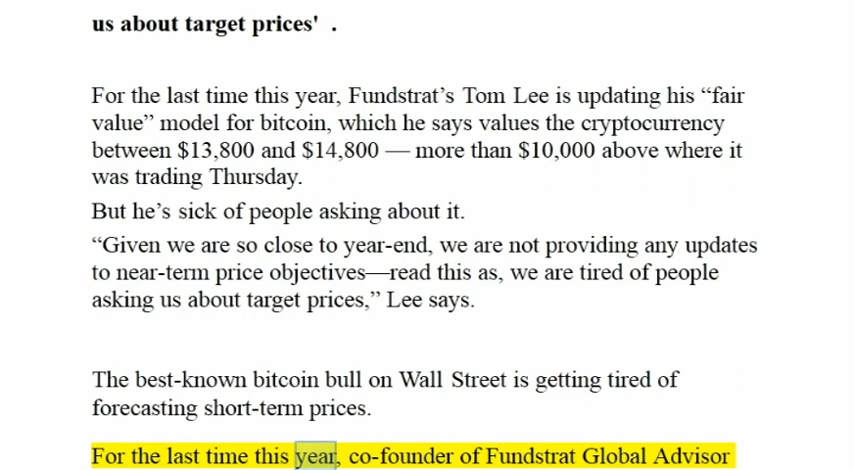 us about target prices' .
For the last time this year, Fundstrat’s Tom Lee is updating his “fair
value” model for bitcoin, which he says values the cryptocurrency
between $13,800 and $14,800 — more than $10,000 above where it
was trading Thursday.
But he’s sick of people asking about it.
“Given we are so close to year-end, we are not providing any updates
to near-term price objectives—read this as, we are tired of people
asking us about target prices,” Lee says.
The best-known bitcoin bull on Wall Street is getting tired of
forecasting short-term prices.
For the last time this year, co-founder of Fundstrat Global Advisor